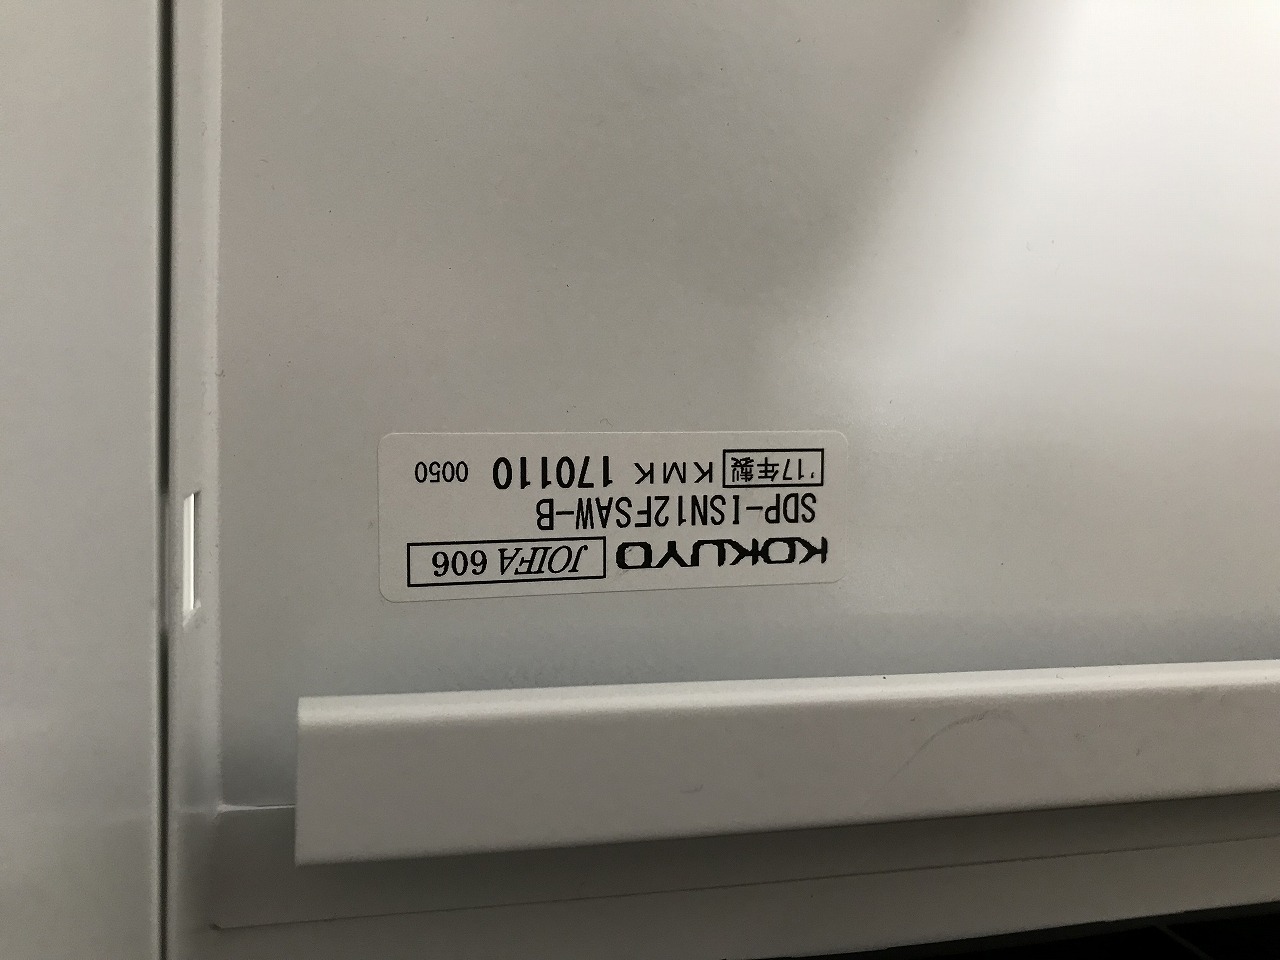 KOKUYO JOIFA 606
SDP-ISN12FSAW-B
'17年製 KMK 170110 0050